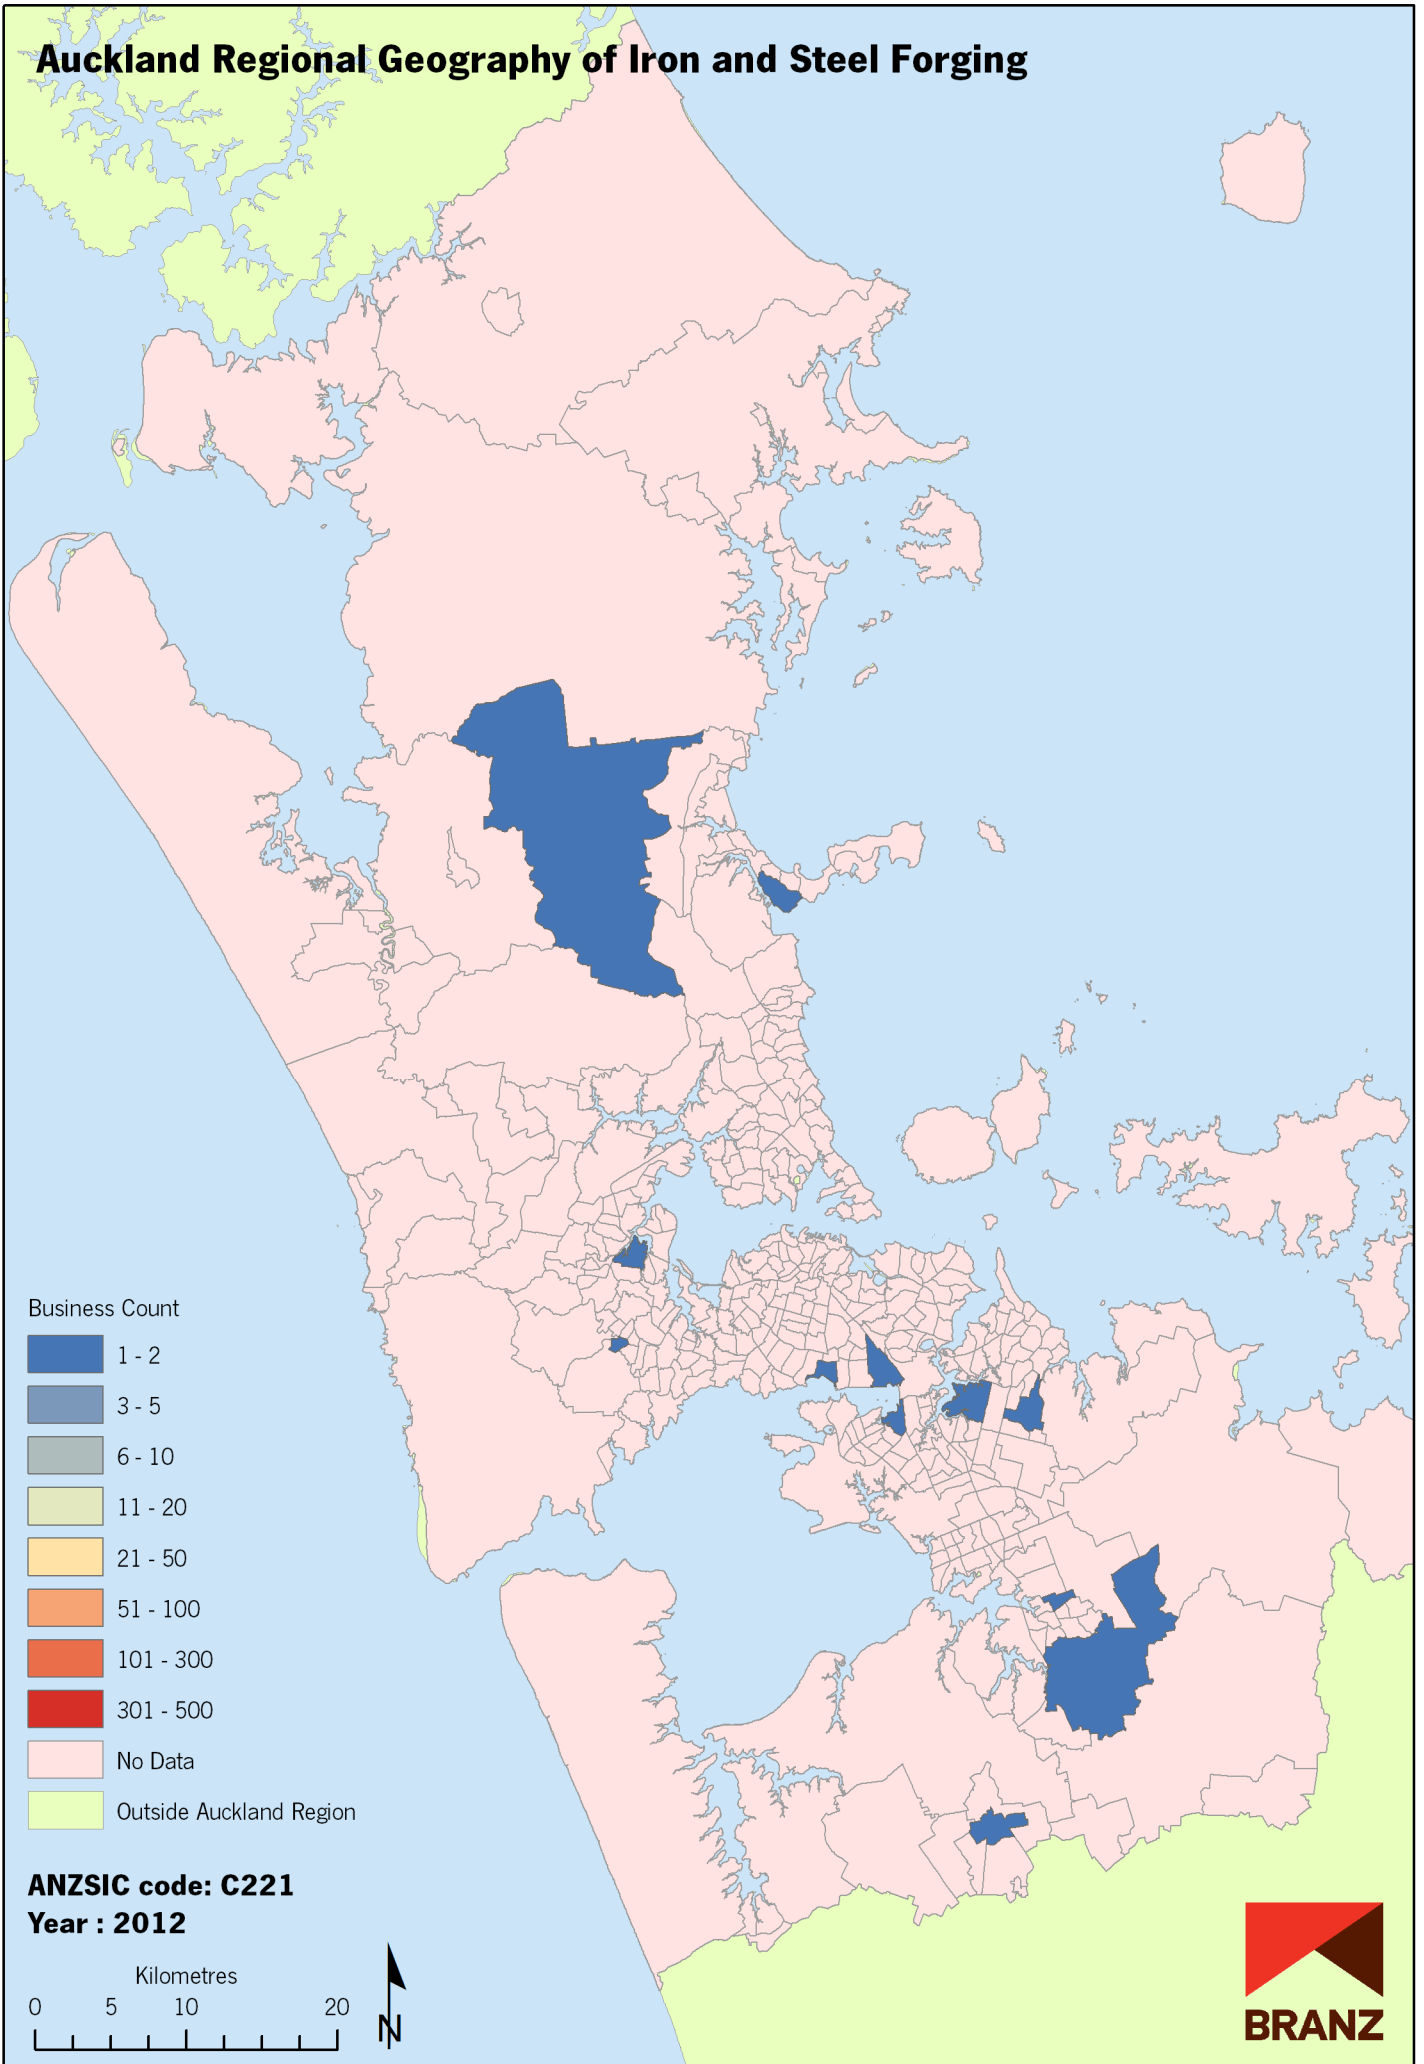 Auckland Regional Geography of Iron and Steel Forging
Business Count
1 - 2
3 - 5
6 - 10
11 - 20
21 - 50
51 - 100
101 - 300
301 - 500
No Data
Outside Auckland Region
ANZSIC code: C221
Year : 2012
Kilometres
0 5 10 20
N
BRANZ